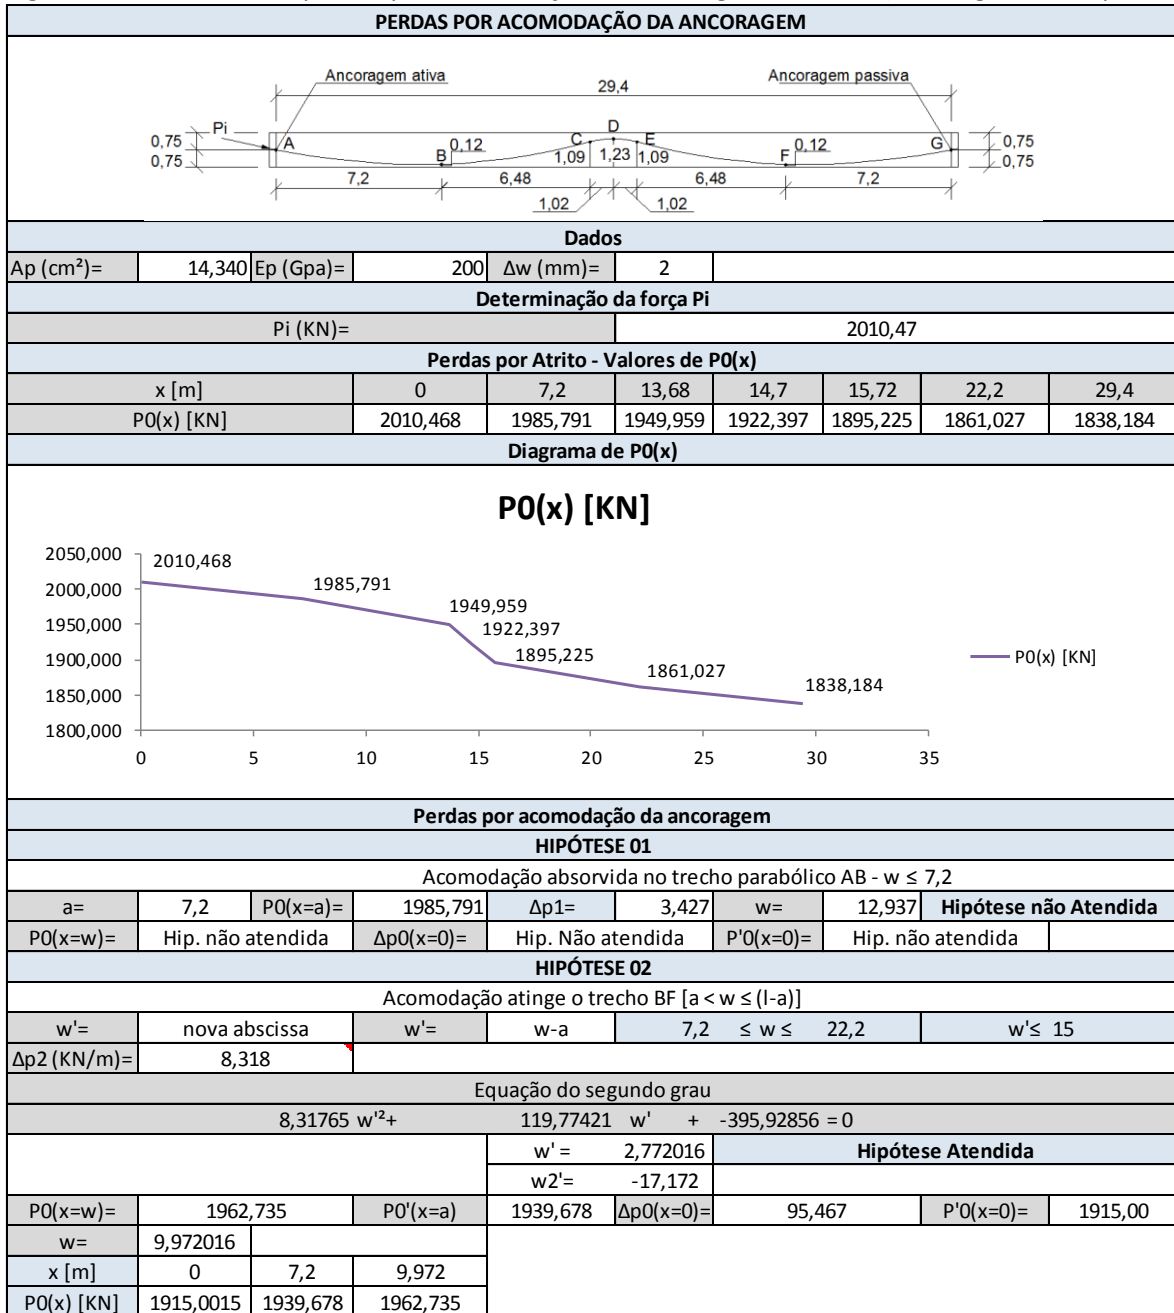 PERDAS POR ACOMODAÇÃO DA ANCORAGEM
Ancoragem ativa 29,4 Ancoragem passiva
Pi A B C D E F G
0,75 0,12 1,09 1,23 1,09 0,12 0,75
0,75 0,75
7,2 6,48 6,48 7,2
1,02 1,02
Dados
Ap (cm²)= 14,340 Ep (Gpa)= 200 Δw (mm)= 2
Determinação da força Pi
Pi (KN)= 2010,47
Perdas por Atrito - Valores de P0(x)
x [m] 0 7,2 13,68 14,7 15,72 22,2 29,4
P0(x) [KN] 2010,468 1985,791 1949,959 1922,397 1895,225 1861,027 1838,184
Diagrama de P0(x)
P0(x) [KN]
2050,000
2000,000
1950,000
1900,000
1850,000
1800,000
2010,468
1985,791
1949,959
1922,397
1895,225
1861,027
1838,184
P0(x) [KN]
0 5 10 15 20 25 30 35
Perdas por acomodação da ancoragem
HIPÓTESE 01
Acomodação absorvida no trecho parabólico AB - w ≤ 7,2
a= 7,2 P0(x=a)= 1985,791 Δp1= 3,427 w= 12,937 Hipótese não Atendida
P0(x=w)= Hip. não atendida Δp0(x=0)= Hip. Não atendida P'0(x=0)= Hip. não atendida
HIPÓTESE 02
Acomodação atinge o trecho BF [a < w ≤ (l-a)]
w'= nova abscissa w'= w-a 7,2 ≤ w ≤ 22,2 w'≤ 15
Δp2 (KN/m)= 8,318
Equação do segundo grau
8,31765 w'²+ 119,77421 w' + -395,92856 = 0
w' = 2,772016 Hipótese Atendida
w2'= -17,172
P0(x=w)= 1962,735 P0'(x=a) 1939,678 Δp0(x=0)= 95,467 P'0(x=0)= 1915,00
w= 9,972016
x [m] 0 7,2 9,972
P0(x) [KN] 1915,0015 1939,678 1962,735